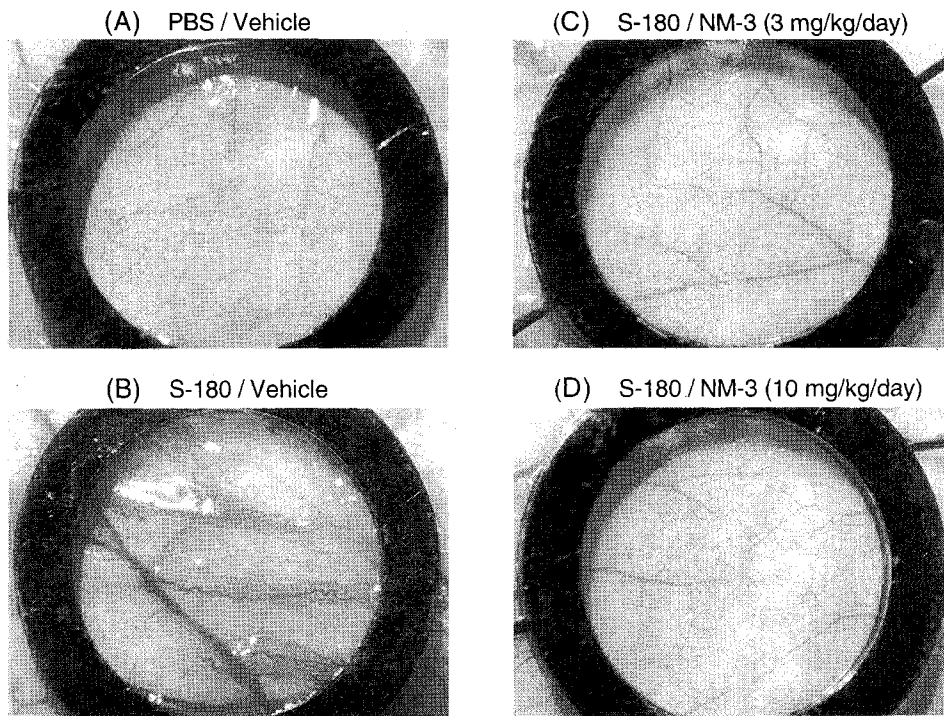 (A) PBS / Vehicle
(C) S-180 / NM-3 (3 mg/kg/day)
(B) S-180 / Vehicle
(D) S-180 / NM-3 (10 mg/kg/day)